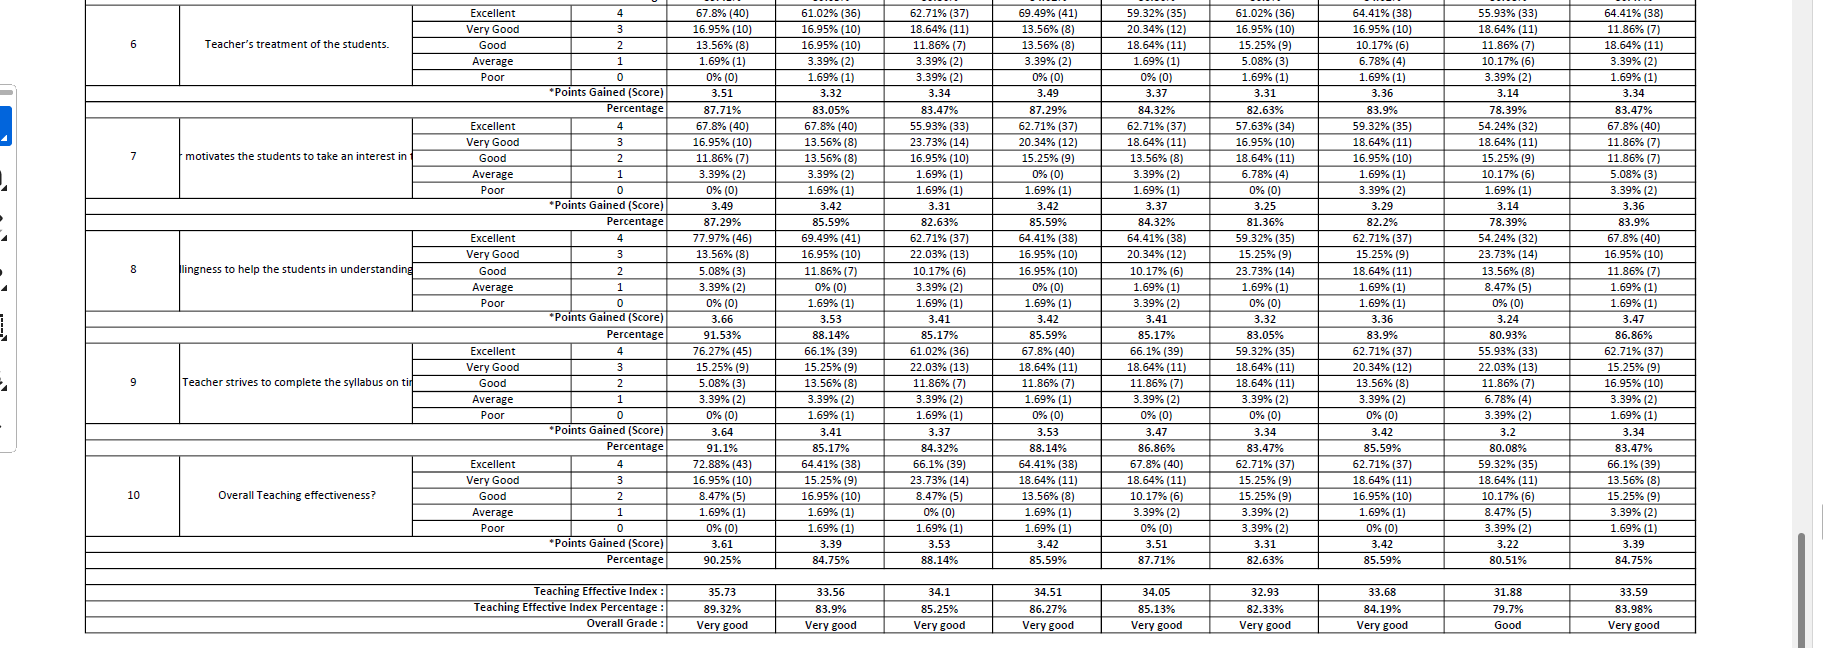 Excellent 4 67.8% (40) 61.02% (36) 62.71% (37) 69.49% (41) 59.32% (35) 61.02% (36) 64.41% (38) 55.93% (33) 64.41% (38)
Very Good 3 16.95% (10) 16.95% (10) 18.64% (11) 13.56% (8) 20.34% (12) 16.95% (10) 16.95% (10) 18.64% (11) 11.86% (7)
6 Teacher's treatment of the students. Good 2 13.56% (8) 16.95% (10) 11.86% (7) 13.56% (8) 18.64% (11) 15.25% (9) 10.17% (6) 11.86% (7) 18.64% (11)
Average 1 1.69% (1) 3.39% (2) 3.39% (2) 3.39% (2) 1.69% (1) 5.08% (3) 6.78% (4) 10.17% (6) 3.39% (2)
Poor 0 0% (0) 1.69% (1) 3.39% (2) 0% (0) 0% (0) 1.69% (1) 1.69% (1) 3.39% (2) 1.69% (1)
*Points Gained (Score) 3.51 3.32 3.34 3.49 3.37 3.31 3.36 3.14 3.34
Percentage 87.71% 83.05% 83.47% 87.29% 84.32% 82.63% 83.9% 78.39% 83.47%
Excellent 4 67.8% (40) 67.8% (40) 55.93% (33) 62.71% (37) 62.71% (37) 57.63% (34) 59.32% (35) 54.24% (32) 67.8% (40)
Very Good 3 16.95% (10) 13.56% (8) 23.73% (14) 20.34% (12) 18.64% (11) 16.95% (10) 18.64% (11) 18.64% (11) 11.86% (7)
7 r motivates the students to take an interest in t Good 2 11.86% (7) 13.56% (8) 16.95% (10) 15.25% (9) 13.56% (8) 18.64% (11) 16.95% (10) 15.25% (9) 11.86% (7)
Average 1 3.39% (2) 3.39% (2) 1.69% (1) 0% (0) 3.39% (2) 6.78% (4) 1.69% (1) 10.17% (6) 5.08% (3)
Poor 0 0% (0) 1.69% (1) 1.69% (1) 1.69% (1) 1.69% (1) 0% (0) 3.39% (2) 1.69% (1) 3.39% (2)
*Points Gained (Score) 3.49 3.42 3.31 3.42 3.37 3.25 3.29 3.14 3.36
Percentage 87.29% 85.59% 82.63% 85.59% 84.32% 81.36% 82.2% 78.39% 83.9%
Excellent 4 77.97% (46) 69.49% (41) 62.71% (37) 64.41% (38) 64.41% (38) 59.32% (35) 62.71% (37) 54.24% (32) 67.8% (40)
Very Good 3 13.56% (8) 16.95% (10) 22.03% (13) 16.95% (10) 20.34% (12) 15.25% (9) 15.25% (9) 23.73% (14) 16.95% (10)
8 llingness to help the students in understanding Good 2 5.08% (3) 11.86% (7) 10.17% (6) 16.95% (10) 10.17% (6) 23.73% (14) 18.64% (11) 13.56% (8) 11.86% (7)
Average 1 3.39% (2) 0% (0) 3.39% (2) 0% (0) 1.69% (1) 1.69% (1) 1.69% (1) 8.47% (5) 1.69% (1)
Poor 0 0% (0) 1.69% (1) 1.69% (1) 1.69% (1) 3.39% (2) 0% (0) 1.69% (1) 0% (0) 1.69% (1)
*Points Gained (Score) 3.66 3.53 3.41 3.42 3.41 3.32 3.36 3.24 3.47
Percentage 91.53% 88.14% 85.17% 85.59% 85.17% 83.05% 83.9% 80.93% 86.86%
Excellent 4 76.27% (45) 66.1% (39) 61.02% (36) 67.8% (40) 66.1% (39) 59.32% (35) 62.71% (37) 55.93% (33) 62.71% (37)
Very Good 3 15.25% (9) 15.25% (9) 22.03% (13) 18.64% (11) 18.64% (11) 18.64% (11) 20.34% (12) 22.03% (13) 15.25% (9)
9 Teacher strives to complete the syllabus on tir Good 2 5.08% (3) 13.56% (8) 11.86% (7) 11.86% (7) 11.86% (7) 18.64% (11) 13.56% (8) 11.86% (7) 16.95% (10)
Average 1 3.39% (2) 3.39% (2) 3.39% (2) 1.69% (1) 3.39% (2) 3.39% (2) 3.39% (2) 6.78% (4) 3.39% (2)
Poor 0 0% (0) 1.69% (1) 1.69% (1) 0% (0) 0% (0) 0% (0) 0% (0) 3.39% (2) 1.69% (1)
*Points Gained (Score) 3.64 3.41 3.37 3.53 3.47 3.34 3.42 3.2 3.34
Percentage 91.1% 85.17% 84.32% 88.14% 86.86% 83.47% 85.59% 80.08% 83.47%
Excellent 4 72.88% (43) 64.41% (38) 66.1% (39) 64.41% (38) 67.8% (40) 62.71% (37) 62.71% (37) 59.32% (35) 66.1% (39)
Very Good 3 16.95% (10) 15.25% (9) 23.73% (14) 18.64% (11) 18.64% (11) 15.25% (9) 18.64% (11) 18.64% (11) 13.56% (8)
10 Overall Teaching effectiveness? Good 2 8.47% (5) 16.95% (10) 8.47% (5) 13.56% (8) 10.17% (6) 15.25% (9) 16.95% (10) 10.17% (6) 15.25% (9)
Average 1 1.69% (1) 1.69% (1) 0% (0) 1.69% (1) 3.39% (2) 3.39% (2) 1.69% (1) 8.47% (5) 3.39% (2)
Poor 0 0% (0) 1.69% (1) 1.69% (1) 1.69% (1) 0% (0) 3.39% (2) 0% (0) 3.39% (2) 1.69% (1)
*Points Gained (Score) 3.61 3.39 3.53 3.42 3.51 3.31 3.42 3.22 3.39
Percentage 90.25% 84.75% 88.14% 85.59% 87.71% 82.63% 85.59% 80.51% 84.75%
Teaching Effective Index : 35.73 33.56 34.1 34.51 34.05 32.93 33.68 31.88 33.59
Teaching Effective Index Percentage : 89.32% 83.9% 85.25% 86.27% 85.13% 82.33% 84.19% 79.7% 83.98%
Overall Grade : Very good Very good Very good Very good Very good Very good Very good Good Very good